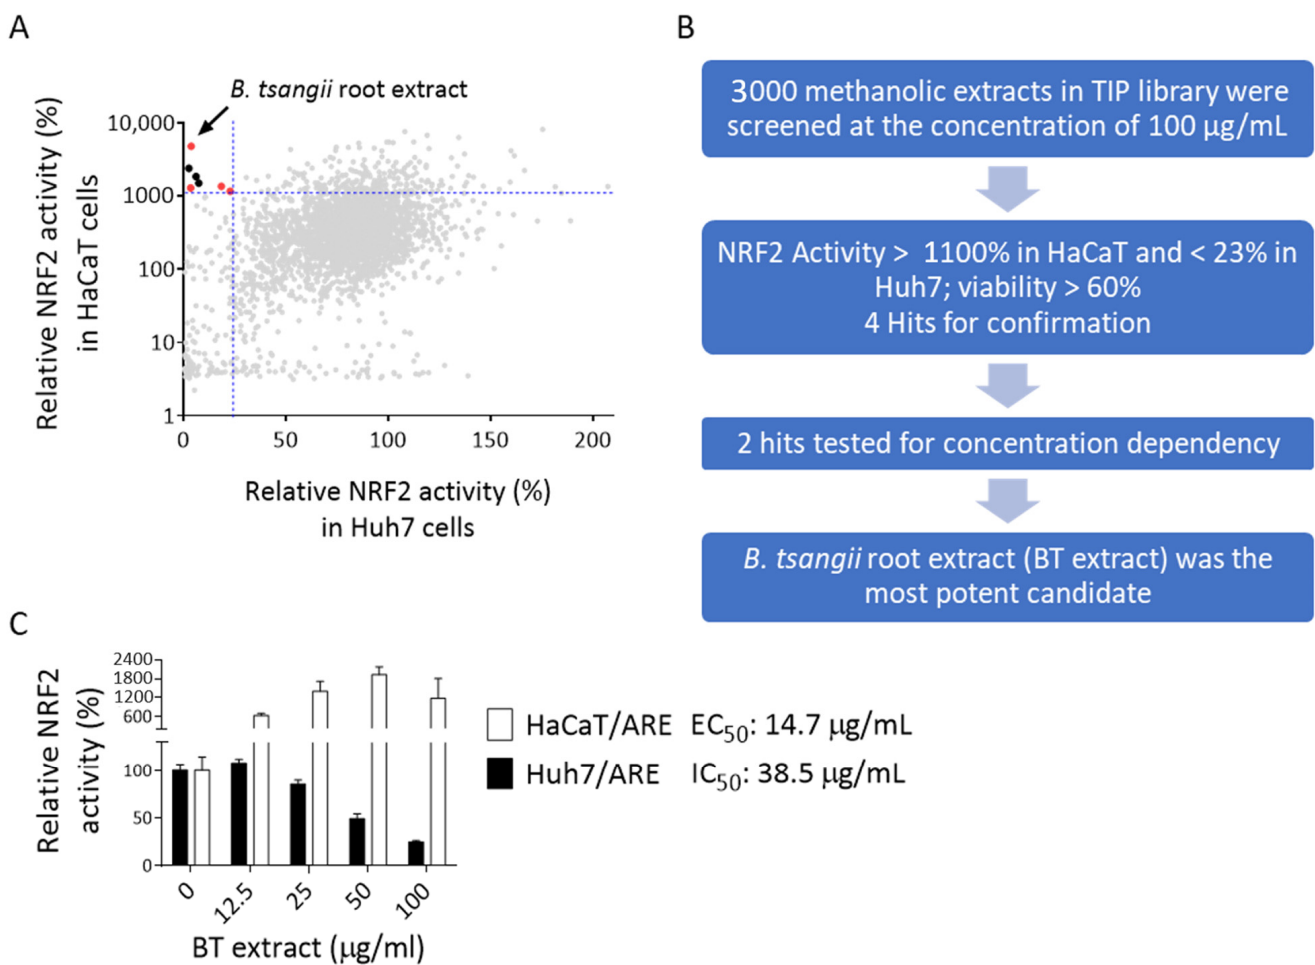 A
B. tsangii root extract
Relative NRF2 activity (%)
in HaCaT cells
10,000
1000
100
10
1
0
50
100
150
200
Relative NRF2 activity (%)
in Huh7 cells
B
3000 methanolic extracts in TIP library were
screened at the concentration of 100 μg/mL
NRF2 Activity > 1100% in HaCaT and < 23% in
Huh7; viability > 60%
4 Hits for confirmation
2 hits tested for concentration dependency
B. tsangii root extract (BT extract) was the
most potent candidate
C
Relative NRF2
activity (%)
2400
1800
1200
600
100
50
0
0
12.5
25
50
100
BT extract (μg/ml)
HaCaT/ARE EC50: 14.7 μg/mL
Huh7/ARE IC50: 38.5 μg/mL